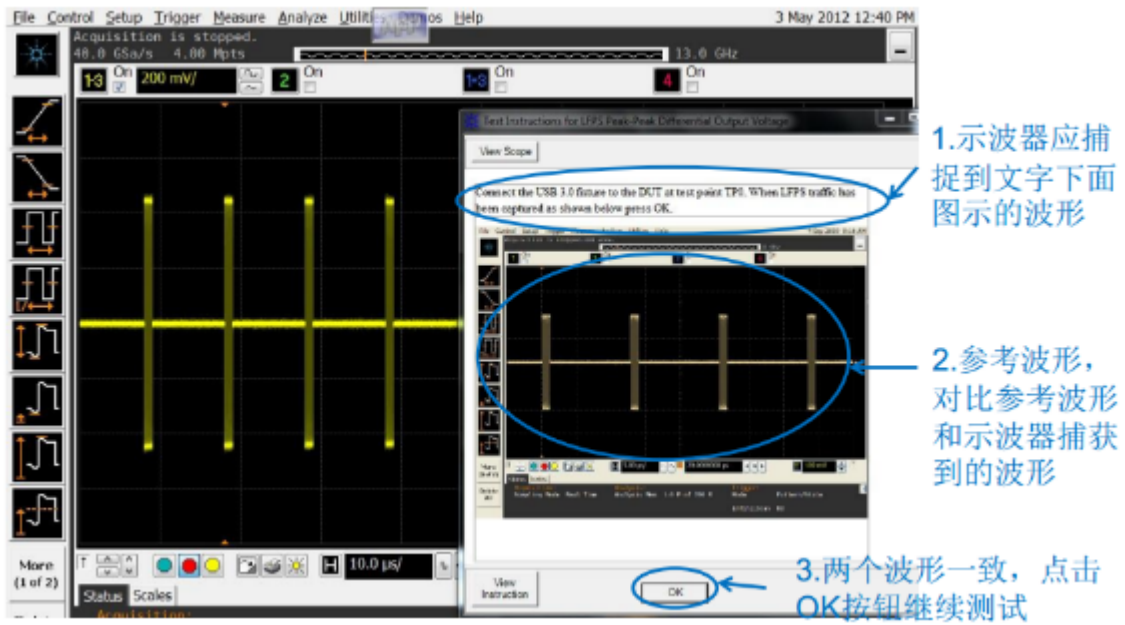 File Control Setup Trigger Measure Analyze Utilities Demos Help 3 May 2012 12:40 PM
Acquisition is stopped.
40.0 GSa/s 4.00 Mpts 13.0 GHz
1-3 On 200 mV/ 2 On 1-3 On 4 On
Test Instructions for LFPS Peak-Peak Differential Output Voltage
View Scope
Connect the USB 3.0 fixture to the DUT at test point TP0. When LFPS traffic has
been captured as shown below press OK.
1.示波器应捕
捉到文字下面
图示的波形
2.参考波形，
对比参考波形
和示波器捕获
到的波形
More
(1 of 2)
H 10.0 µs/
Status Scales
Acquisition:
Sampling Mode Real Time
View
Instruction
OK
3.两个波形一致，点击
OK按钮继续测试